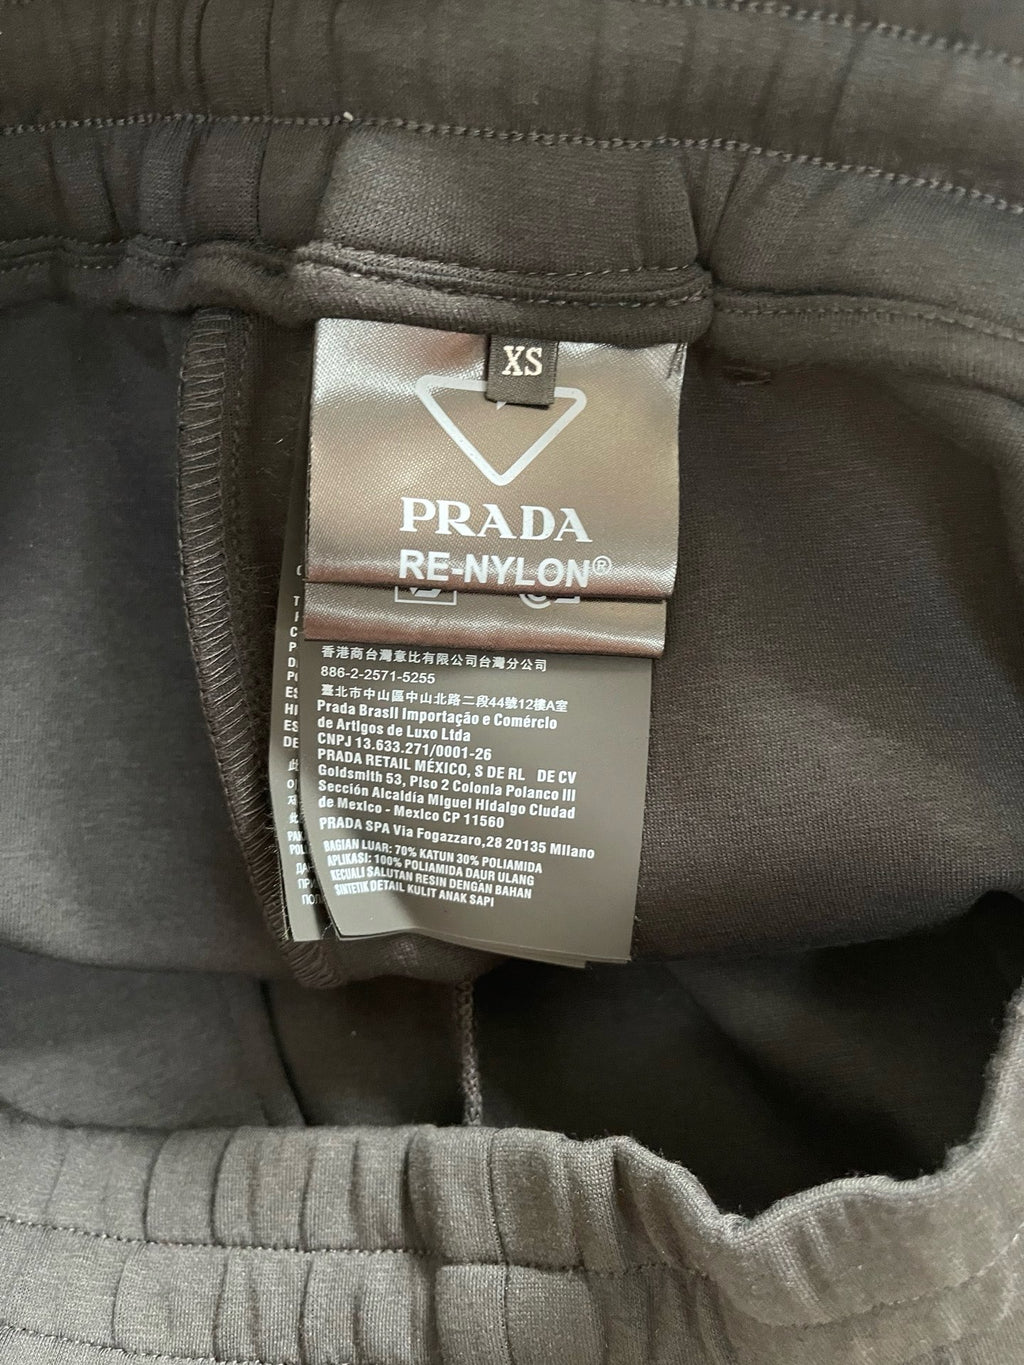 XS
PRADA
RE-NYLON®
香港商台灣意比有限公司台灣分公司
886-2-2571-5255
臺北市中山區中山北路二段44號12樓A室
Prada Brasil Importação e Comércio
de Artigos de Luxo Ltda
CNPJ 13.633.271/0001-26
PRADA RETAIL MÉXICO, S DE RL DE CV
Goldsmith 53, Piso 2 Colonia Polanco III
Sección Alcaldía Miguel Hidalgo Ciudad
de Mexico - Mexico CP 11560
PRADA SPA Via Fogazzaro,28 20135 Milano
BAGIAN LUAR: 70% KATUN 30% POLIAMIDA
APLIKASI: 100% POLIAMIDA DAUR ULANG
KECUALI SALUTAN RESIN DENGAN BAHAN
SINTETIK DETAIL KULIT ANAK SAPI